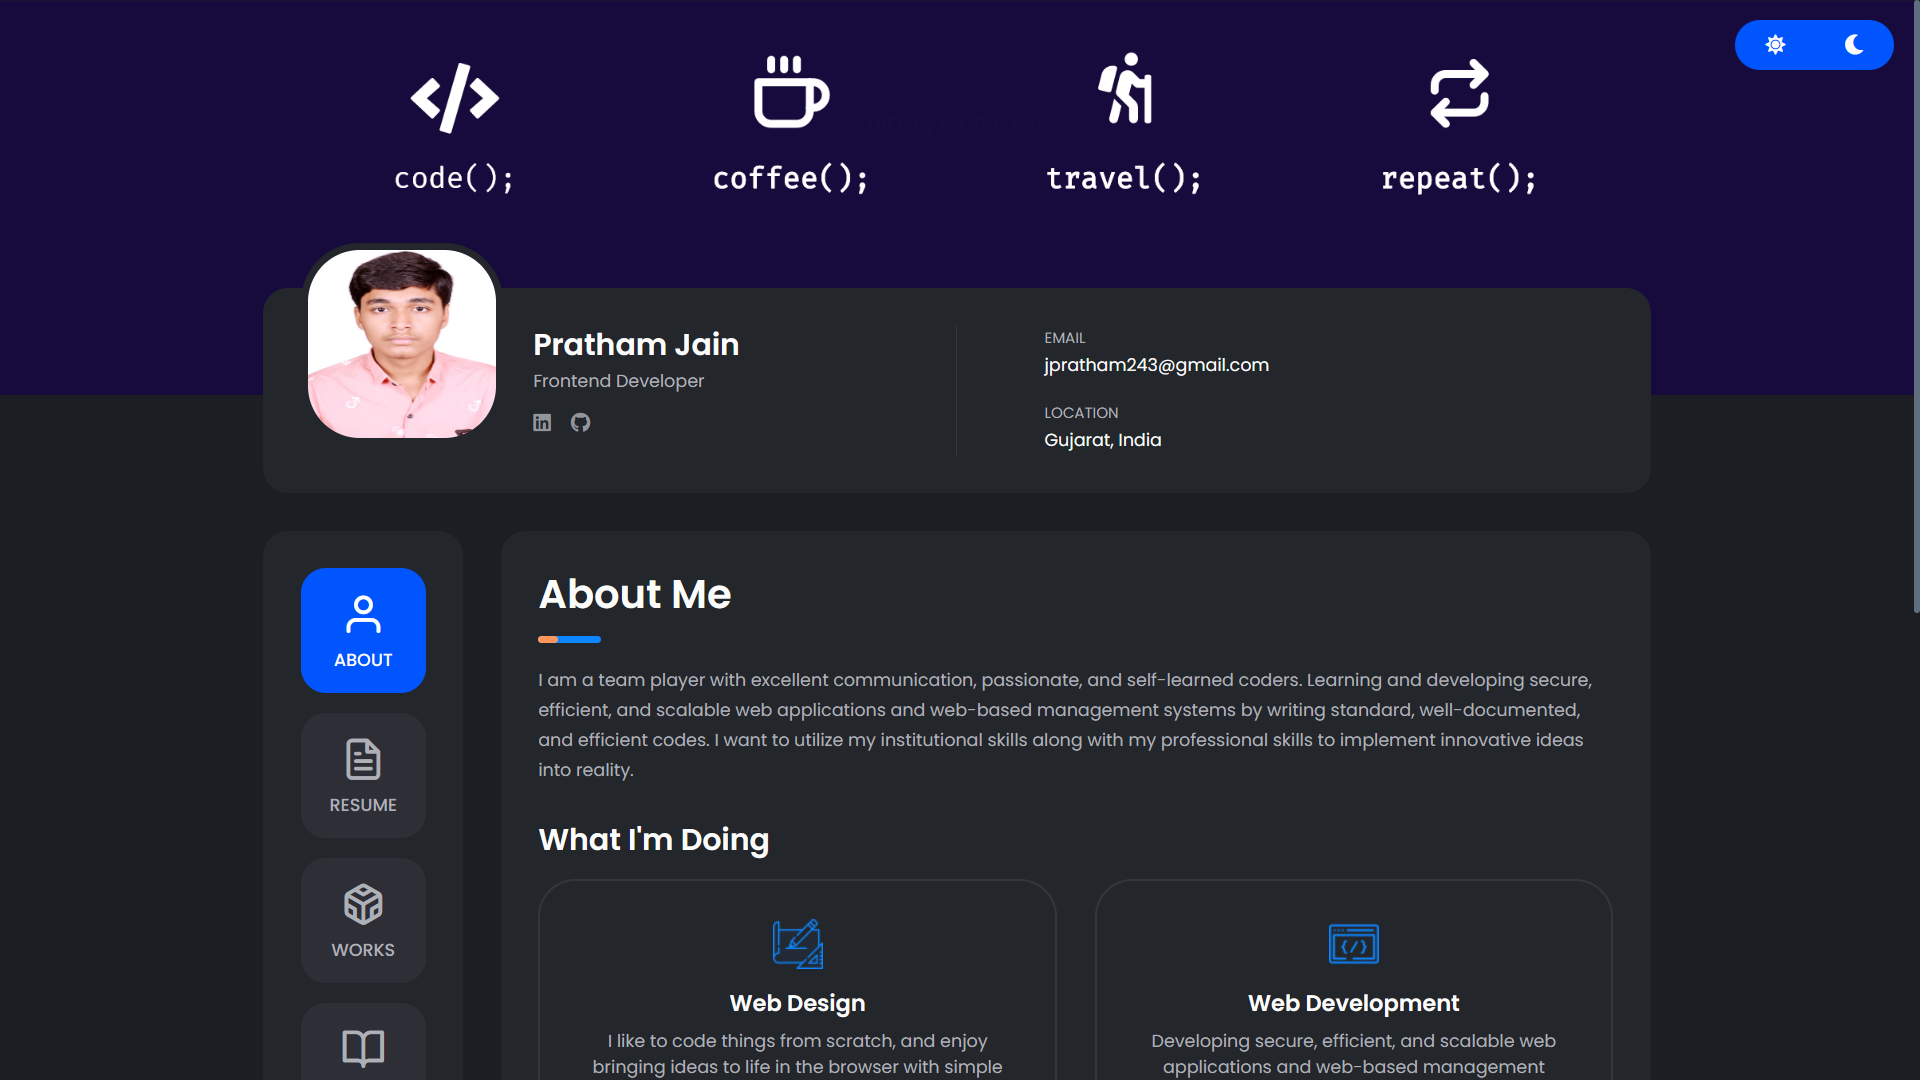 code();
coffee();
travel();
repeat();
Pratham Jain
Frontend Developer
EMAIL
jpratham243@gmail.com
LOCATION
Gujarat, India
ABOUT
RESUME
WORKS
About Me
I am a team player with excellent communication, passionate, and self-learned coders. Learning and developing secure,
efficient, and scalable web applications and web-based management systems by writing standard, well-documented,
and efficient codes. I want to utilize my institutional skills along with my professional skills to implement innovative ideas
into reality.
What I'm Doing
Web Design
I like to code things from scratch, and enjoy
bringing ideas to life in the browser with simple
Web Development
Developing secure, efficient, and scalable web
applications and web-based management